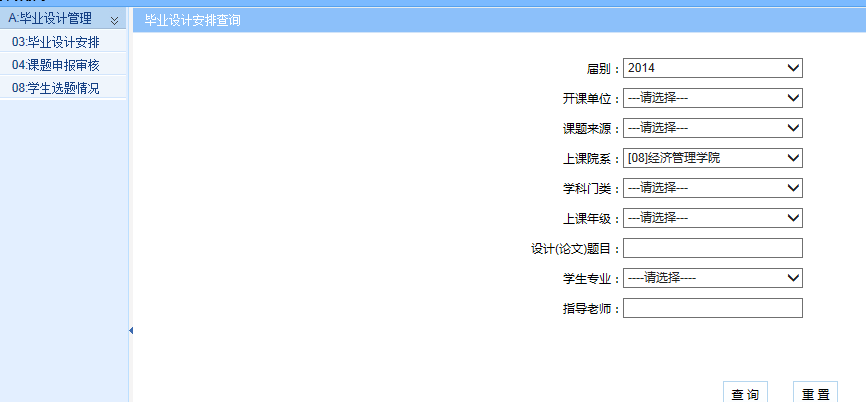 A:毕业设计管理
03:毕业设计安排
04:课题申报审核
08:学生选题情况
毕业设计安排查询
届别：2014
开课单位：---请选择---
课题来源：---请选择---
上课院系：[08]经济管理学院
学科门类：---请选择---
上课年级：---请选择---
设计(论文)题目：
学生专业：----请选择----
指导老师：
查 询 重 置